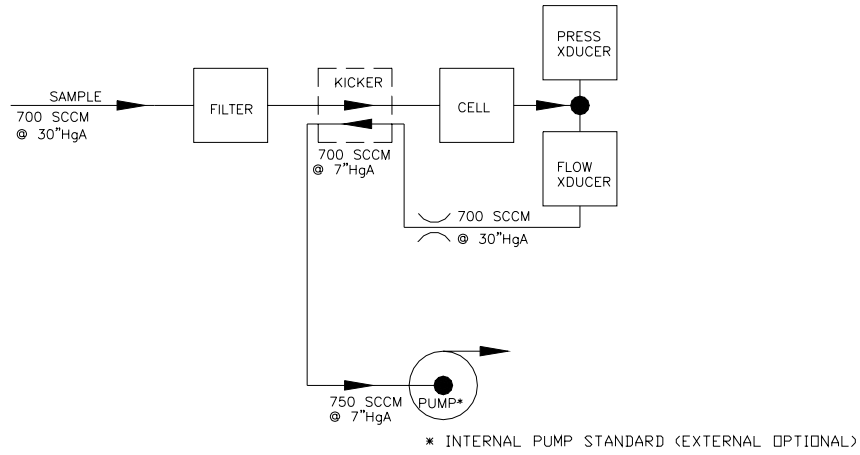 PRESS
XDUCER
KICKER
SAMPLE
FILTER
CELL
700 SCCM
@ 30"HgA
700 SCCM
@ 7"HgA
FLOW
XDUCER
700 SCCM
@ 30"HgA
750 SCCM
@ 7"HgA
PUMP*
* INTERNAL PUMP STANDARD (EXTERNAL OPTIONAL)